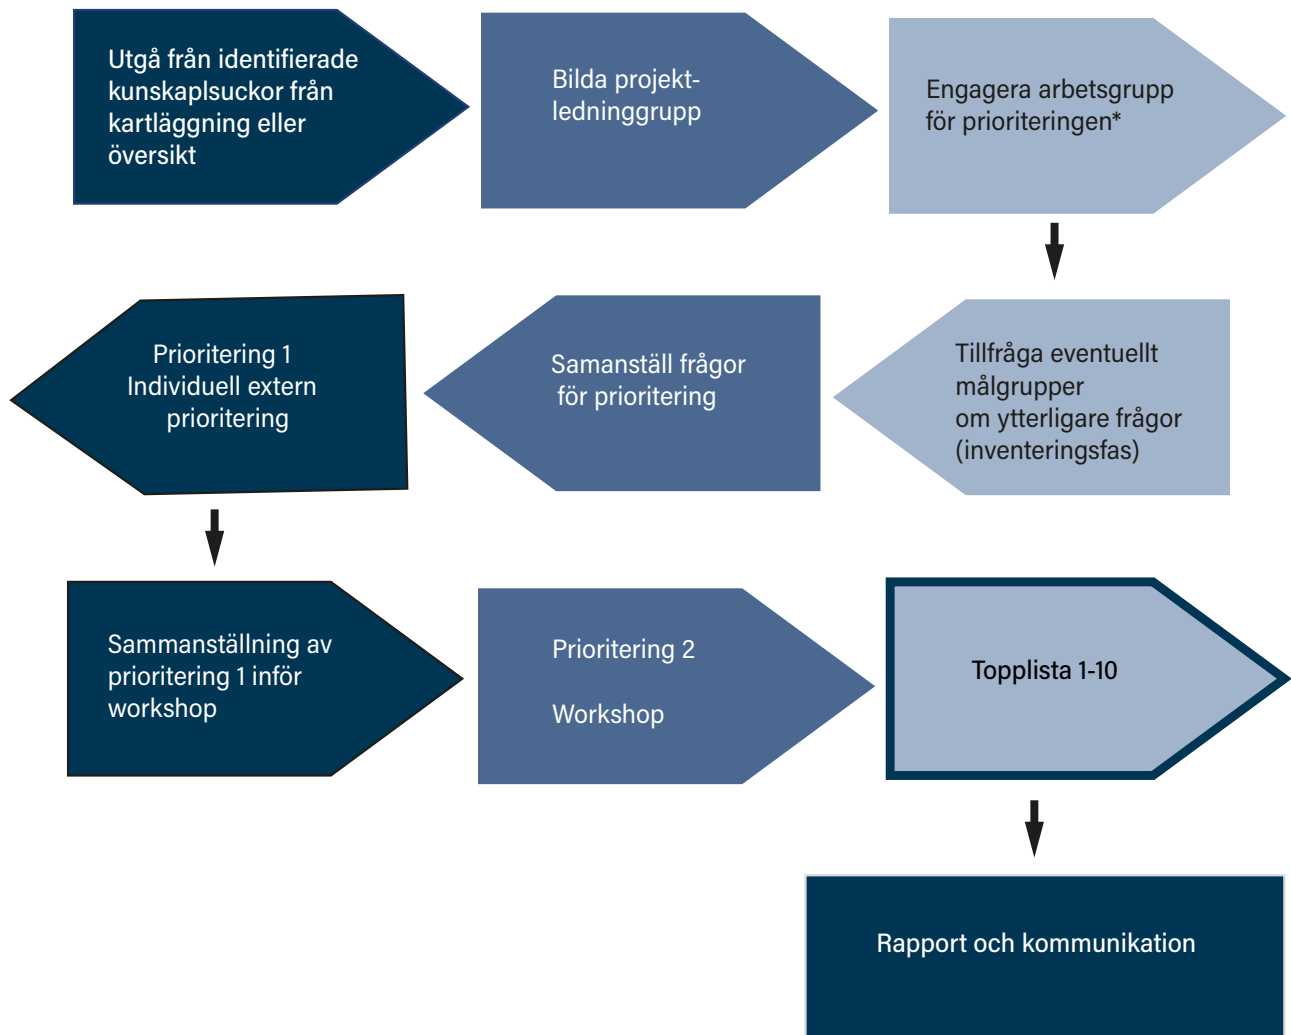 Utgå från identifierade
kunskaplsuckor från
kartläggning eller
översikt
Bilda projekt-
ledninggrupp
Engagera arbetsgrupp
för prioriteringen*
Tillfråga eventuellt
målgrupper
om ytterligare frågor
(inventeringsfas)
Samanställ frågor
för prioritering
Prioritering 1
Individuell extern
prioritering
Sammanställning av
prioritering 1 inför
workshop
Prioritering 2
Workshop
Topplista 1-10
Rapport och kommunikation